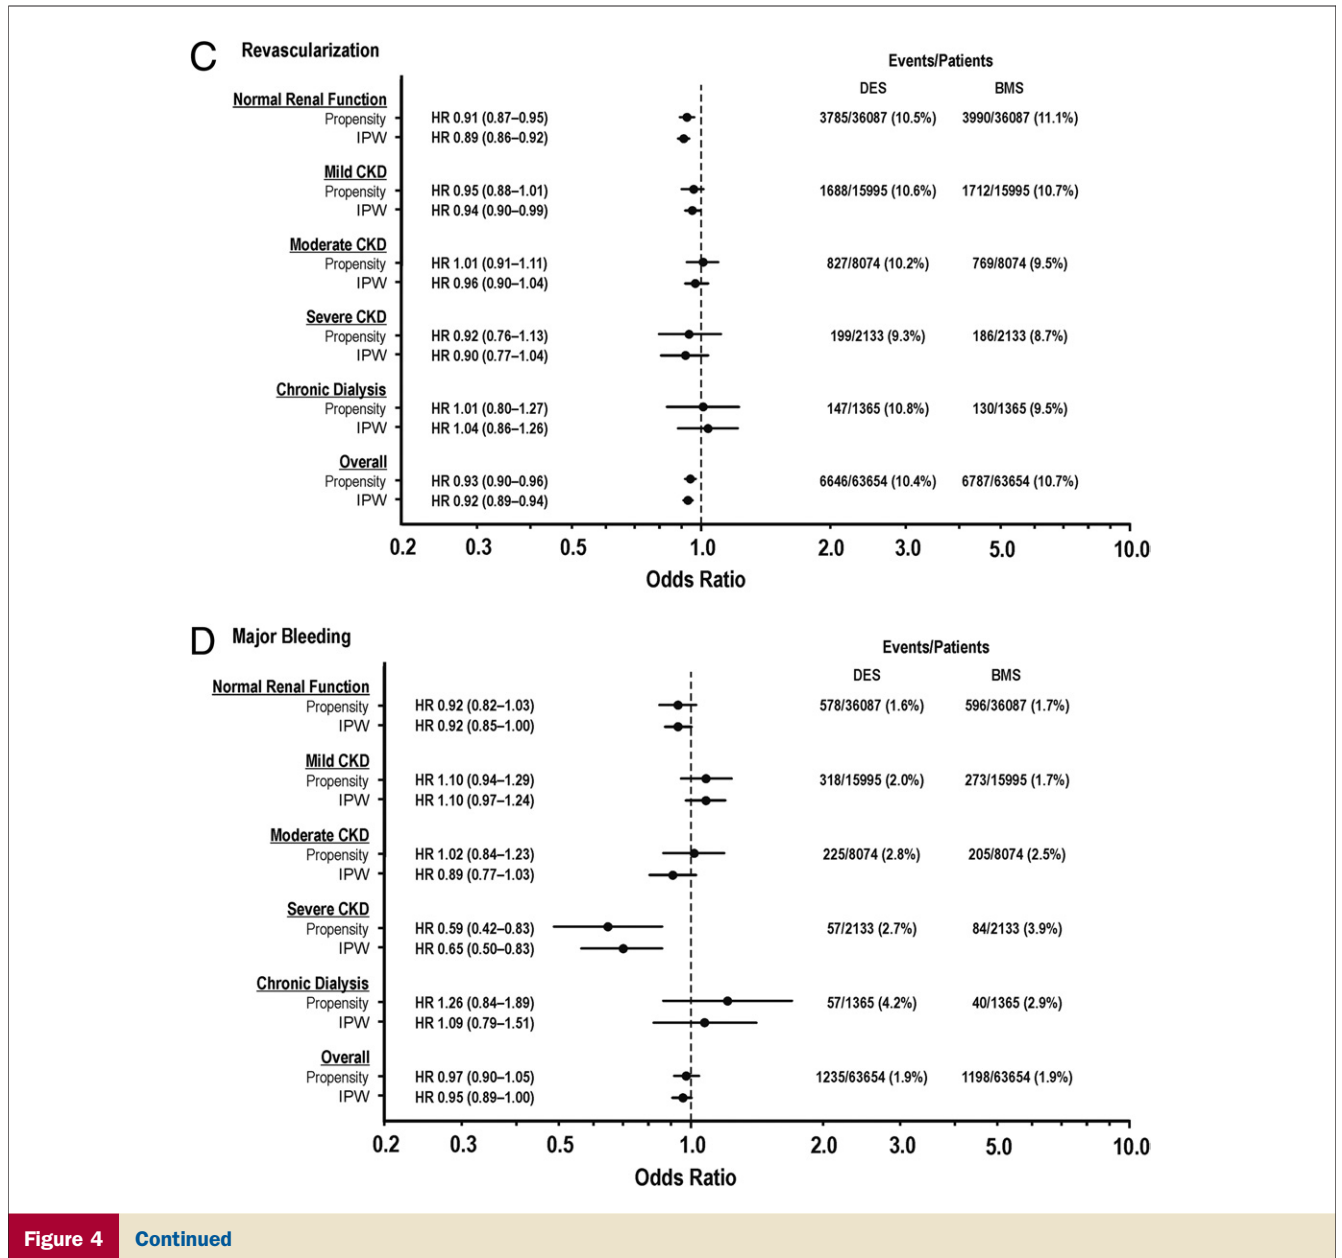 C Revascularization
Events/Patients
DES BMS
Normal Renal Function
Propensity HR 0.91 (0.87–0.95) 3785/36087 (10.5%) 3990/36087 (11.1%)
IPW HR 0.89 (0.86–0.92)
Mild CKD
Propensity HR 0.95 (0.88–1.01) 1688/15995 (10.6%) 1712/15995 (10.7%)
IPW HR 0.94 (0.90–0.99)
Moderate CKD
Propensity HR 1.01 (0.91–1.11) 827/8074 (10.2%) 769/8074 (9.5%)
IPW HR 0.96 (0.90–1.04)
Severe CKD
Propensity HR 0.92 (0.76–1.13) 199/2133 (9.3%) 186/2133 (8.7%)
IPW HR 0.90 (0.77–1.04)
Chronic Dialysis
Propensity HR 1.01 (0.80–1.27) 147/1365 (10.8%) 130/1365 (9.5%)
IPW HR 1.04 (0.86–1.26)
Overall
Propensity HR 0.93 (0.90–0.96) 6646/63654 (10.4%) 6787/63654 (10.7%)
IPW HR 0.92 (0.89–0.94)
0.2 0.3 0.5 1.0 2.0 3.0 5.0 10.0
Odds Ratio
D Major Bleeding
Events/Patients
DES BMS
Normal Renal Function
Propensity HR 0.92 (0.82–1.03) 578/36087 (1.6%) 596/36087 (1.7%)
IPW HR 0.92 (0.85–1.00)
Mild CKD
Propensity HR 1.10 (0.94–1.29) 318/15995 (2.0%) 273/15995 (1.7%)
IPW HR 1.10 (0.97–1.24)
Moderate CKD
Propensity HR 1.02 (0.84–1.23) 225/8074 (2.8%) 205/8074 (2.5%)
IPW HR 0.89 (0.77–1.03)
Severe CKD
Propensity HR 0.59 (0.42–0.83) 57/2133 (2.7%) 84/2133 (3.9%)
IPW HR 0.65 (0.50–0.83)
Chronic Dialysis
Propensity HR 1.26 (0.84–1.89) 57/1365 (4.2%) 40/1365 (2.9%)
IPW HR 1.09 (0.79–1.51)
Overall
Propensity HR 0.97 (0.90–1.05) 1235/63654 (1.9%) 1198/63654 (1.9%)
IPW HR 0.95 (0.89–1.00)
0.2 0.3 0.5 1.0 2.0 3.0 5.0 10.0
Odds Ratio
Figure 4 Continued